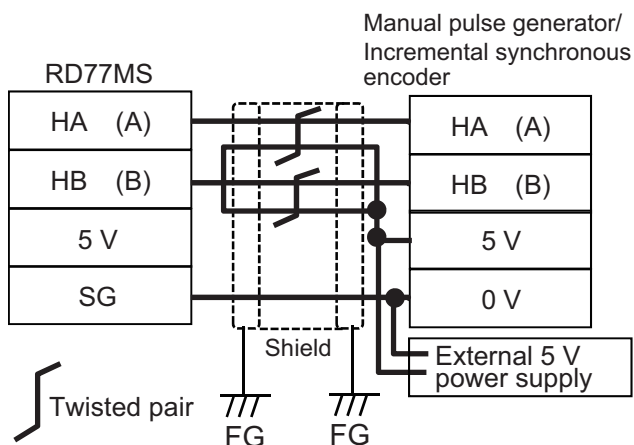 Manual pulse generator/
Incremental synchronous
encoder
RD77MS
HA (A)
HB (B)
5 V
SG
HA (A)
HB (B)
5 V
0 V
Shield
External 5 V
power supply
Twisted pair
FG
FG